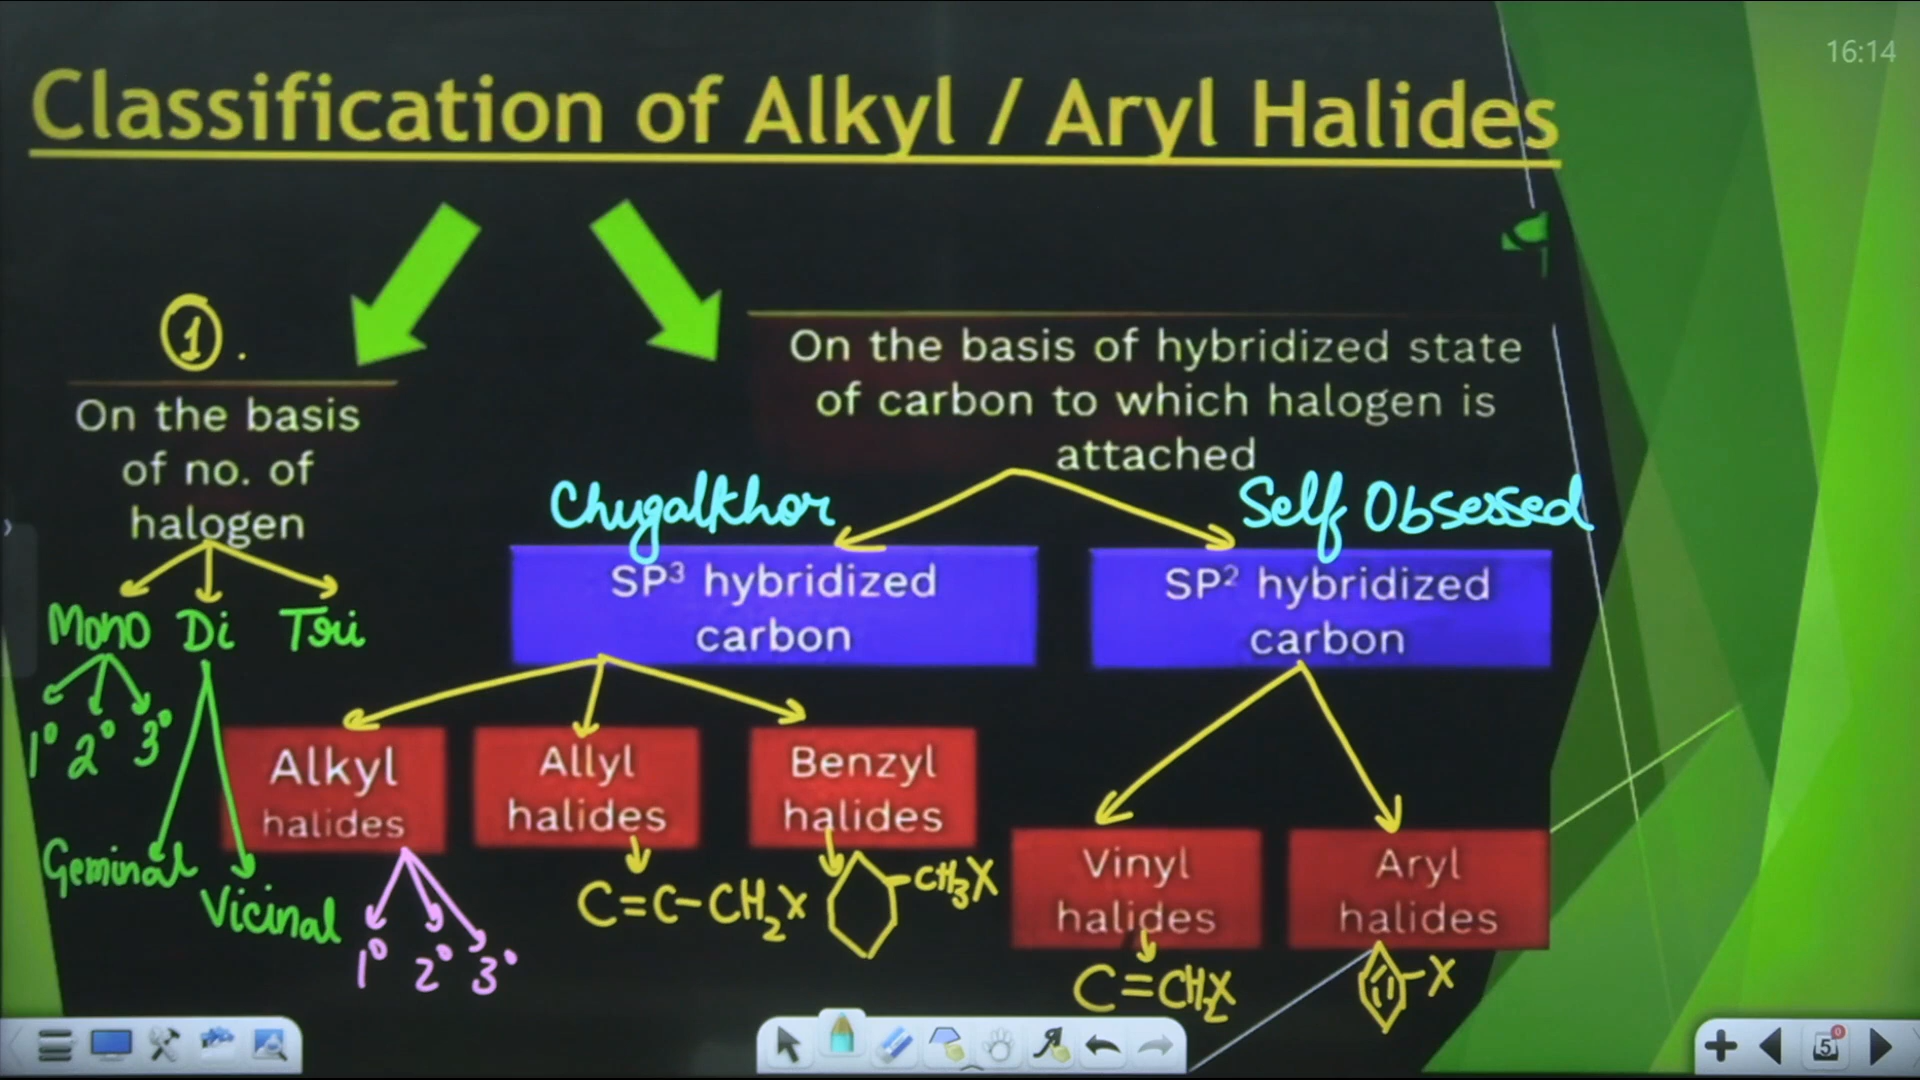 16:14
Classification of Alkyl / Aryl Halides
1.
On the basis
of no. of
halogen
Mono Di Tri
1° 2° 3°
Geminal
Vicinal
On the basis of hybridized state
of carbon to which halogen is
attached
Chugalkhor
SP³ hybridized
carbon
Self Obsessed
SP² hybridized
carbon
Alkyl
halides
1° 2° 3°
Allyl
halides
C=C-CH₂X
Benzyl
halides
-CH₃X
Vinyl
halides
Aryl
halides
-X
5
0